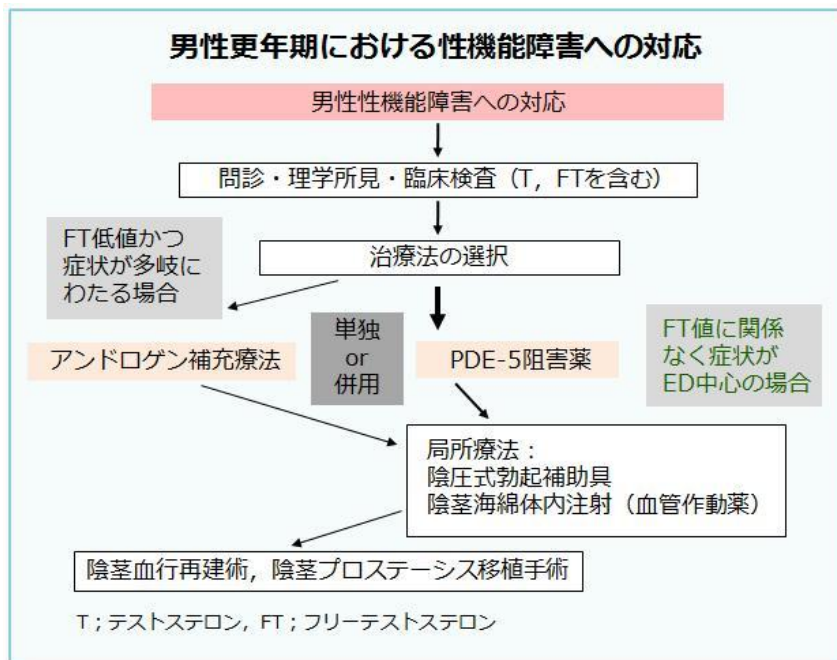 男性更年期における性機能障害への対応
男性性機能障害への対応
問診・理学所見・臨床検査（T，FTを含む）
治療法の選択
FT低値かつ
症状が多岐に
わたる場合
アンドロゲン補充療法
単独
or
併用
PDE-5阻害薬
FT値に関係
なく症状が
ED中心の場合
局所療法：
陰圧式勃起補助具
陰茎海綿体内注射（血管作動薬）
陰茎血行再建術，陰茎プロステーシス移植手術
T；テストステロン，FT；フリーテストステロン